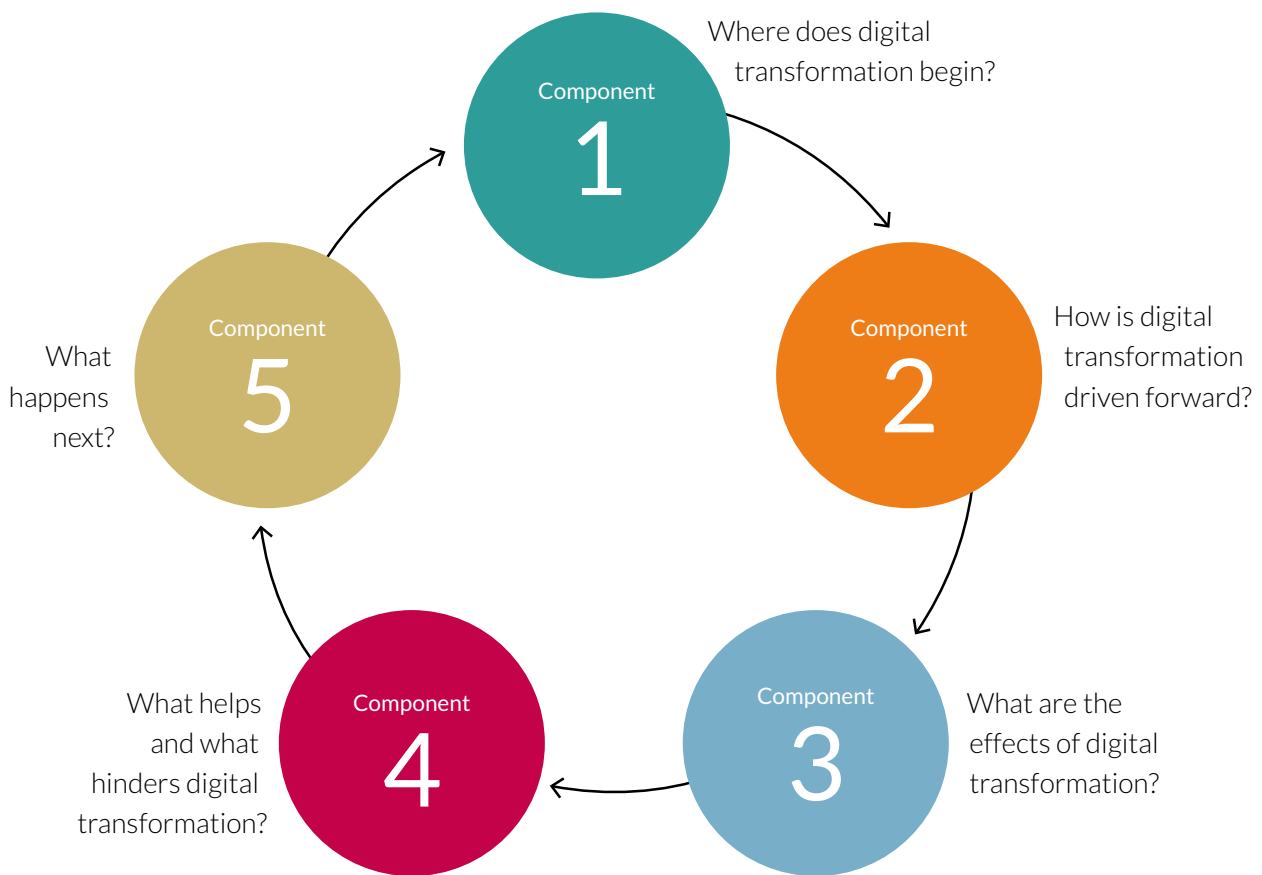 Where does digital
transformation begin?
Component
1
Component
2
How is digital
transformation
driven forward?
Component
3
What are the
effects of digital
transformation?
Component
4
What helps
and what
hinders digital
transformation?
Component
5
What
happens
next?